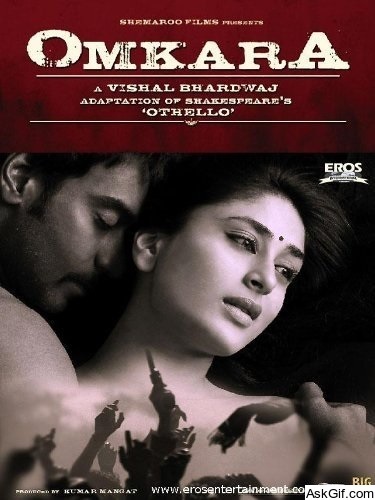 SHEMAROO FILMS PRESENTS
OMKARA
A VISHAL BHARDWAJ
ADAPTATION OF SHAKESPEARE'S
'OTHELLO'
EROS
INTERNATIONAL
www.erosentertainment.com
PRODUCED BY KUMAR MANGAT
BIG
AskGif.com